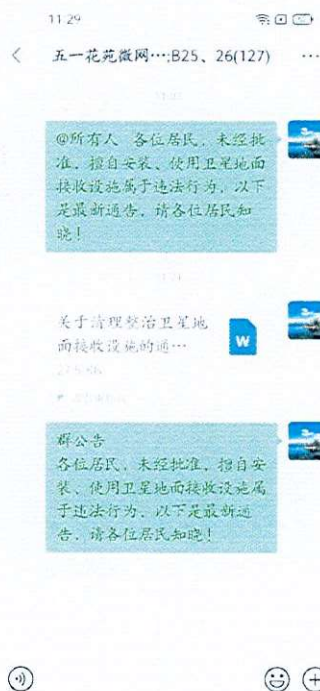 11:29
五一花苑微网…;B25、26(127)
@所有人 各位居民，未经批
准，擅自安装、使用卫星地面
接收设施属于违法行为，以下
是最新通告，请各位居民知
晓！
关于清理整治卫星地
面接收设施的通…
W
群公告
各位居民，未经批准，擅自安
装、使用卫星地面接收设施属
于违法行为，以下是最新通
告，请各位居民知晓！